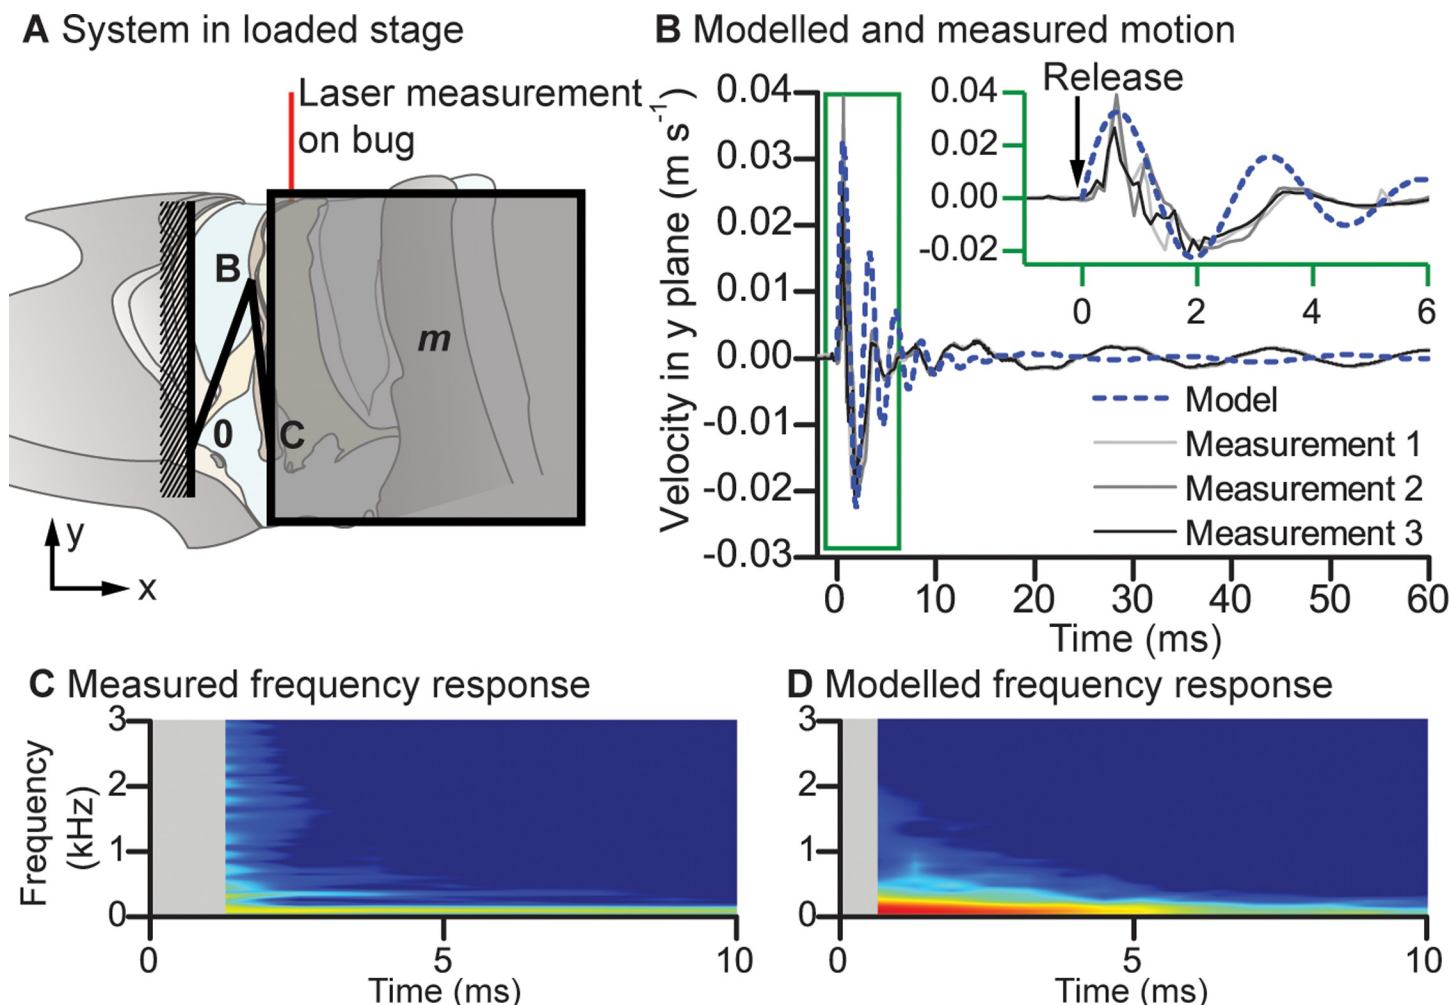 A System in loaded stage
Laser measurement
on bug
B
m
0
C
y
x
B Modelled and measured motion
Velocity in y plane (m s-1)
0.04
0.03
0.02
0.01
0.00
-0.01
-0.02
-0.03
0 10 20 30 40 50 60
Time (ms)
Release
0.04
0.02
0.00
-0.02
0 2 4 6
Model
Measurement 1
Measurement 2
Measurement 3
C Measured frequency response
Frequency
(kHz)
3
2
1
0
0 5 10
Time (ms)
D Modelled frequency response
3
2
1
0
0 5 10
Time (ms)